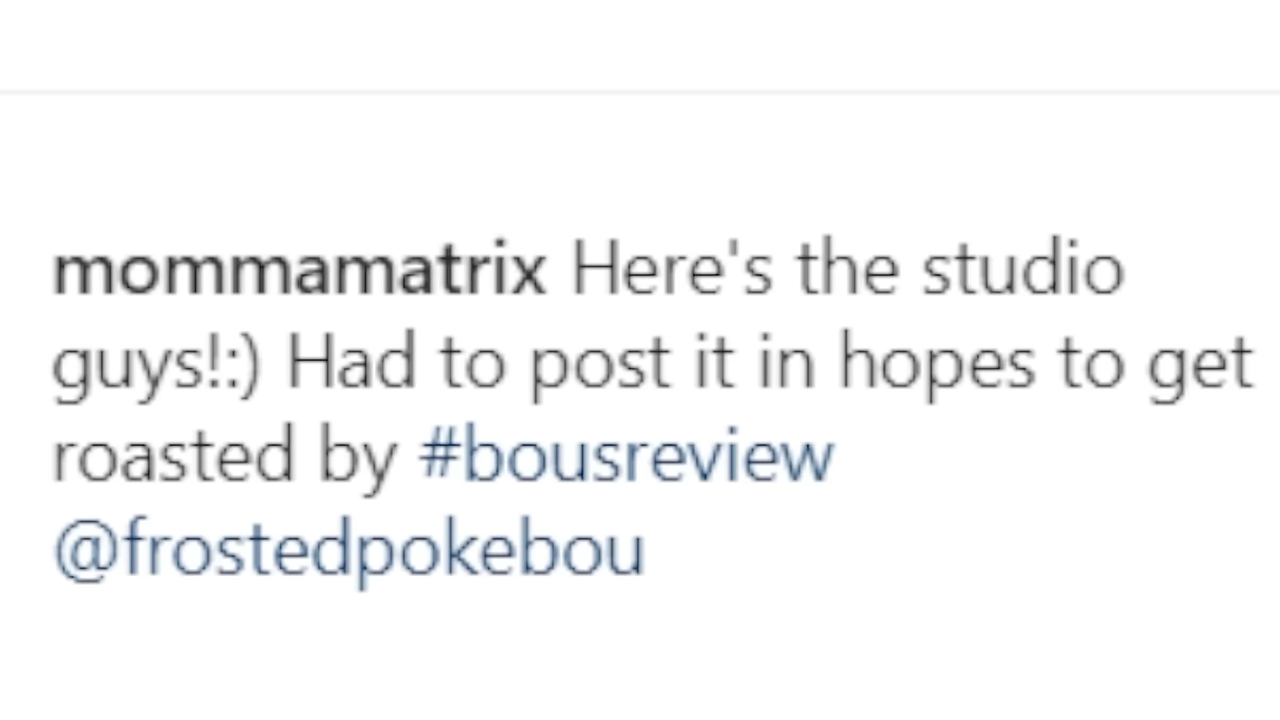 mommamatrix Here's the studio
guys!:) Had to post it in hopes to get
roasted by #bousreview
@frostedpokebou